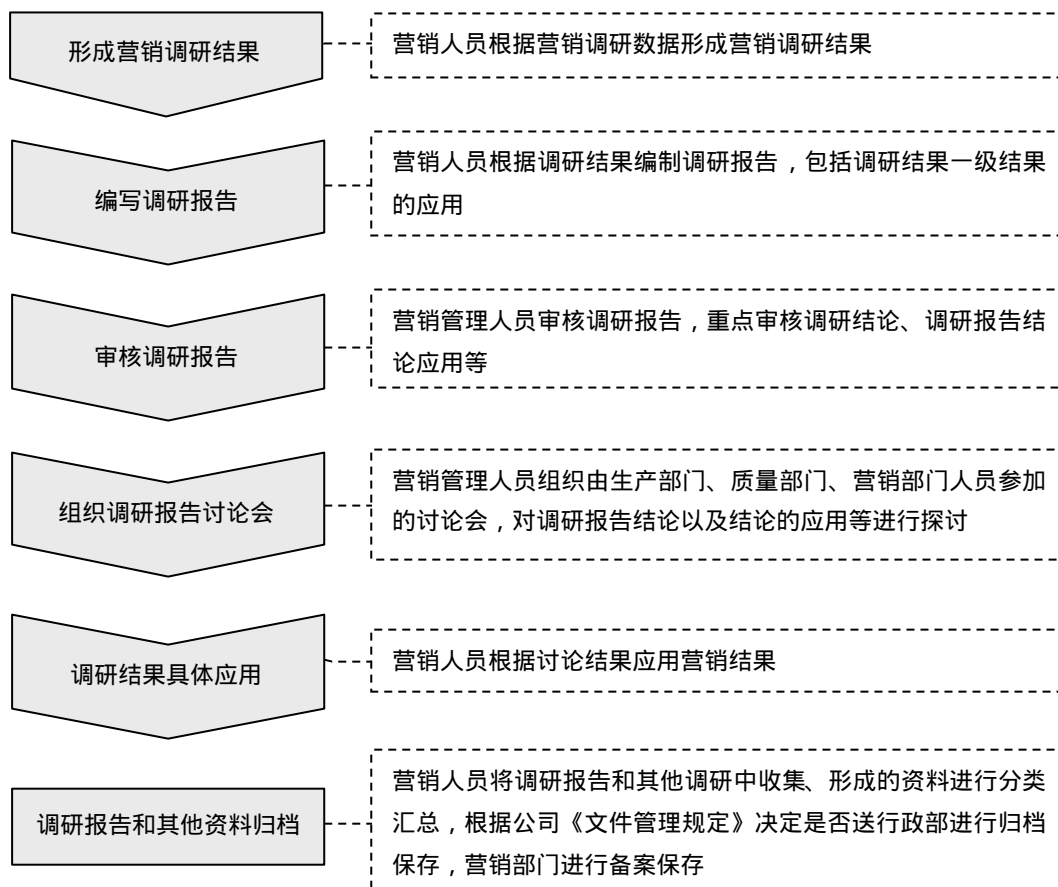 形成营销调研结果
营销人员根据营销调研数据形成营销调研结果
编写调研报告
营销人员根据调研结果编制调研报告，包括调研结果一级结果
的应用
审核调研报告
营销管理人员审核调研报告，重点审核调研结论、调研报告结
论应用等
组织调研报告讨论会
营销管理人员组织由生产部门、质量部门、营销部门人员参加
的讨论会，对调研报告结论以及结论的应用等进行探讨
调研结果具体应用
营销人员根据讨论结果应用营销结果
调研报告和其他资料归档
营销人员将调研报告和其他调研中收集、形成的资料进行分类
汇总，根据公司《文件管理规定》决定是否送行政部进行归档
保存，营销部门进行备案保存